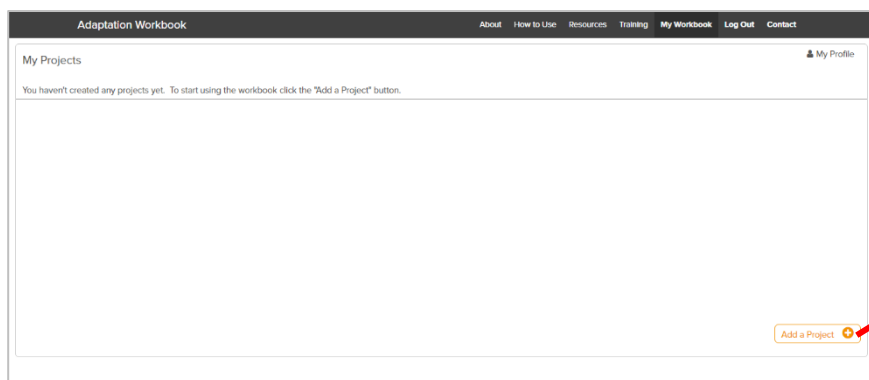 Adaptation Workbook About How to Use Resources Training My Workbook Log Out Contact
My Projects My Profile
You haven't created any projects yet. To start using the workbook click the "Add a Project" button.
Add a Project